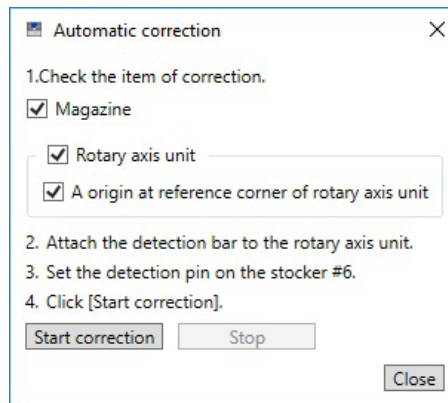 Automatic correction
1.Check the item of correction.
Magazine
Rotary axis unit
A origin at reference corner of rotary axis unit
2. Attach the detection bar to the rotary axis unit.
3. Set the detection pin on the stocker #6.
4. Click [Start correction].
Start correction Stop
Close